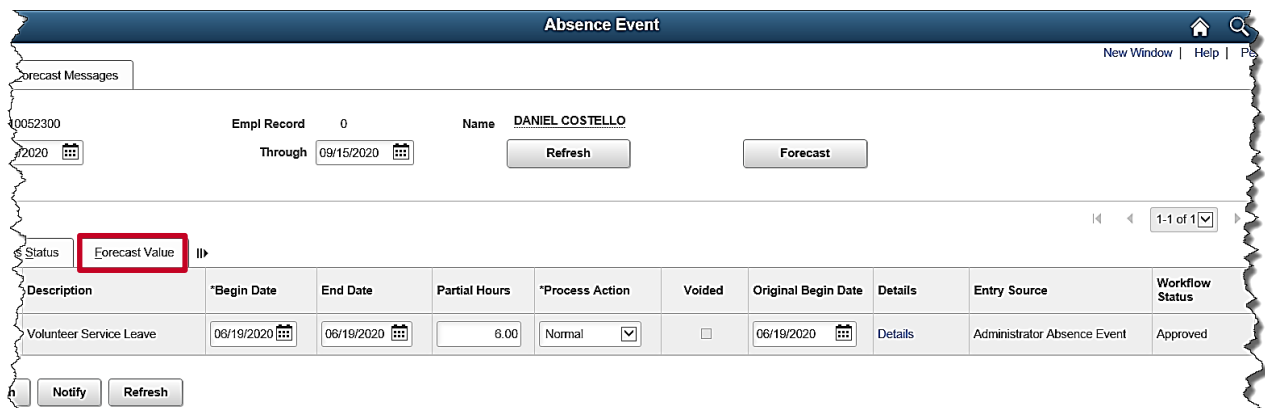 Absence Event
New Window | Help |
Forecast Messages
10052300 Empl Record 0 Name DANIEL COSTELLO
/2020 Through 09/15/2020 Refresh Forecast
1-1 of 1
Status Forecast Value
Description *Begin Date End Date Partial Hours *Process Action Voided Original Begin Date Details Entry Source Workflow Status
Volunteer Service Leave 06/19/2020 06/19/2020 6.00 Normal 06/19/2020 Details Administrator Absence Event Approved
Notify Refresh